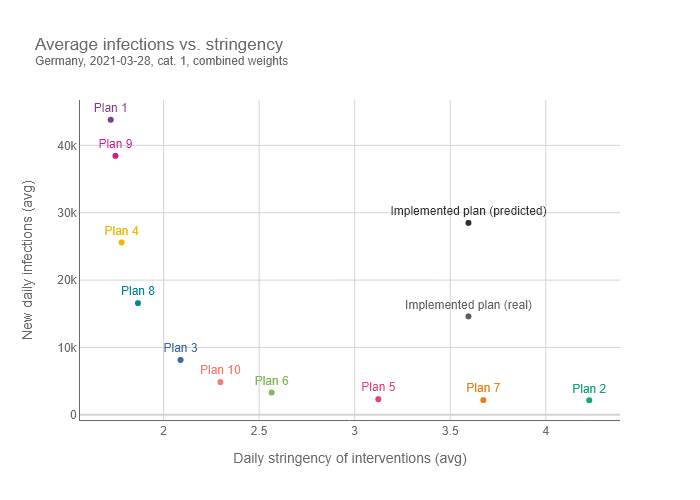 Average infections vs. stringency
Germany, 2021-03-28, cat. 1, combined weights
Plan 1
Plan 9
40k
Implemented plan (predicted)
30k
Plan 4
20k
Plan 8
Implemented plan (real)
10k
Plan 3
Plan 10
Plan 6
Plan 5
Plan 7
Plan 2
0
2
2.5
3
3.5
4
New daily infections (avg)
Daily stringency of interventions (avg)